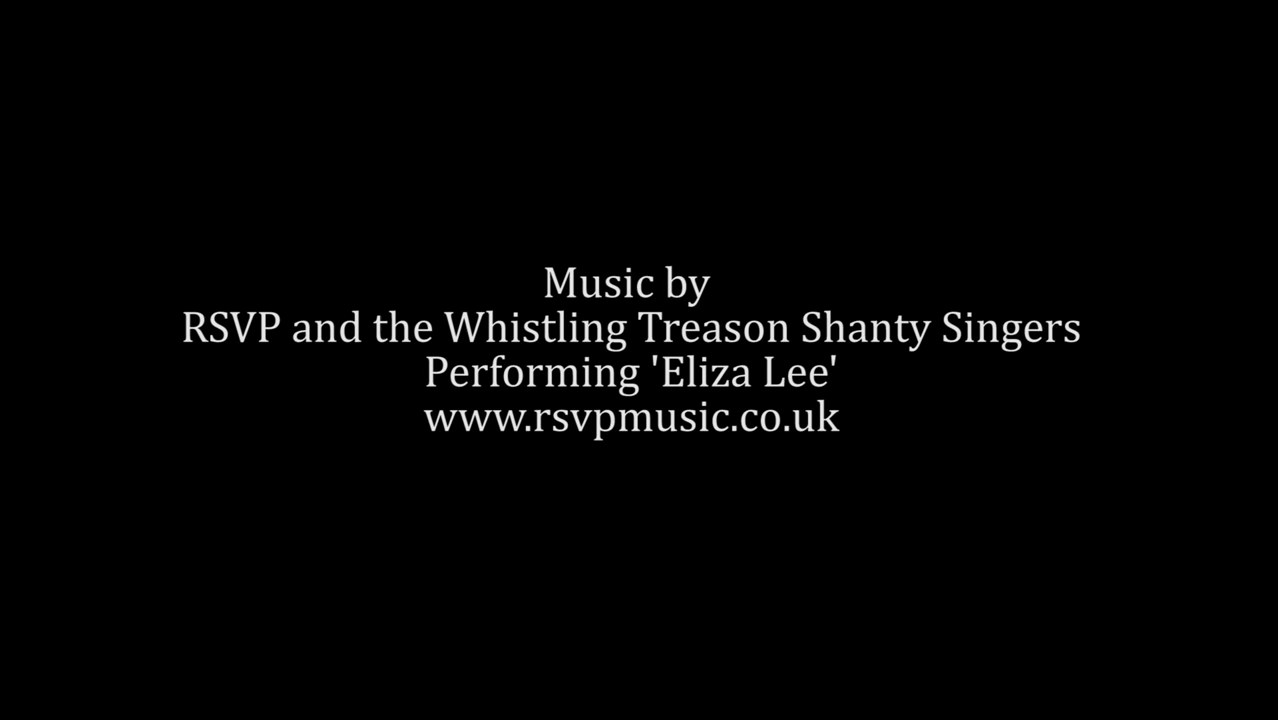 Music by
RSVP and the Whistling Treason Shanty Singers
Performing 'Eliza Lee'
www.rsvpmusic.co.uk